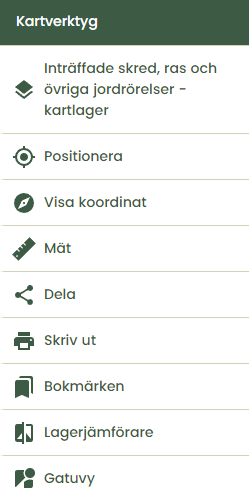 Kartverktyg
Inträffade skred, ras och
övriga jordrörelser -
kartlager
Positionera
Visa koordinat
Mät
Dela
Skriv ut
Bokmärken
Lagerjämförare
Gatuvy